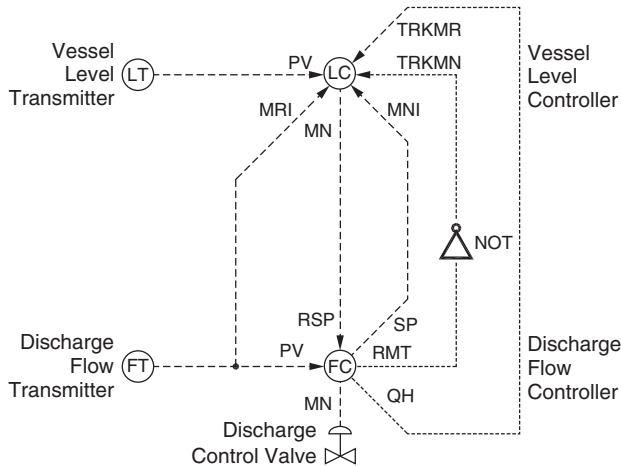 TRKMR
Vessel
Level
Transmitter
LT
PV
LC
TRKMN
Vessel
Level
Controller
MRI
MN
MNI
NOT
RSP
SP
Discharge
Flow
Transmitter
FT
PV
FC
RMT
Discharge
Flow
Controller
MN
QH
Discharge
Control Valve